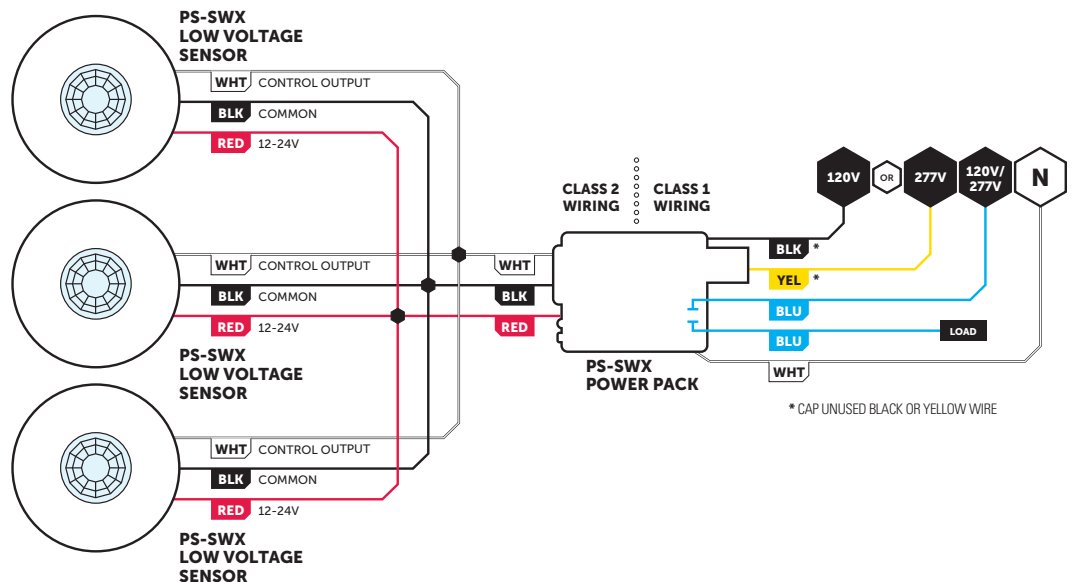 PS-SWX
LOW VOLTAGE
SENSOR
WHT CONTROL OUTPUT
BLK COMMON
RED 12-24V
WHT CONTROL OUTPUT
BLK COMMON
RED 12-24V
PS-SWX
LOW VOLTAGE
SENSOR
WHT CONTROL OUTPUT
BLK COMMON
RED 12-24V
PS-SWX
LOW VOLTAGE
SENSOR
WHT
BLK
RED
CLASS 2
WIRING
CLASS 1
WIRING
PS-SWX
POWER PACK
120V
OR
277V
120V/
277V
N
BLK *
YEL *
BLU
BLU
LOAD
WHT
* CAP UNUSED BLACK OR YELLOW WIRE